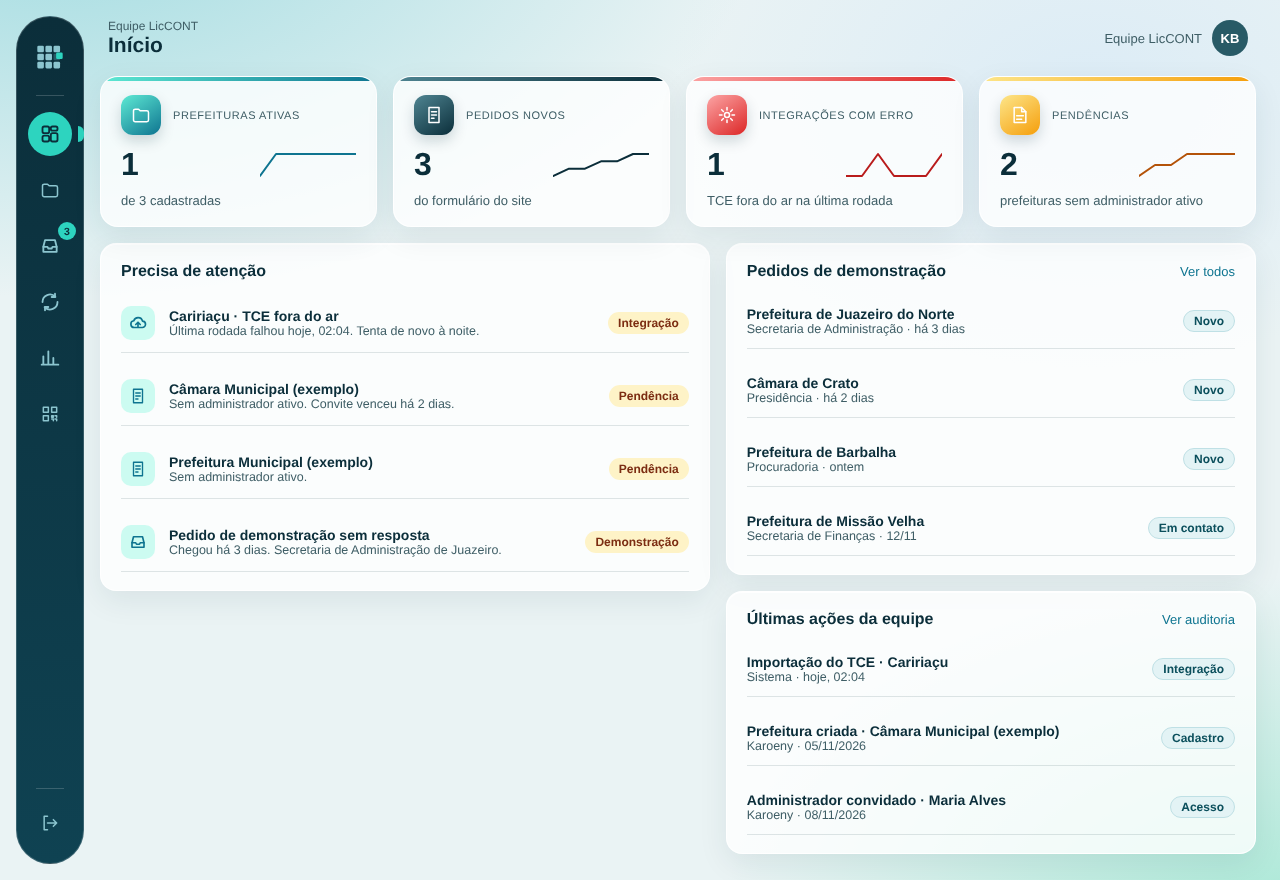 Equipe LicCONT
Início
Equipe LicCONT
KB
3
PREFEITURAS ATIVAS
1
de 3 cadastradas
PEDIDOS NOVOS
3
do formulário do site
INTEGRAÇÕES COM ERRO
1
TCE fora do ar na última rodada
PENDÊNCIAS
2
prefeituras sem administrador ativo
Precisa de atenção
Caririaçu · TCE fora do ar
Última rodada falhou hoje, 02:04. Tenta de novo à noite.
Integração
Câmara Municipal (exemplo)
Sem administrador ativo. Convite venceu há 2 dias.
Pendência
Prefeitura Municipal (exemplo)
Sem administrador ativo.
Pendência
Pedido de demonstração sem resposta
Chegou há 3 dias. Secretaria de Administração de Juazeiro.
Demonstração
Pedidos de demonstração
Ver todos
Prefeitura de Juazeiro do Norte
Secretaria de Administração · há 3 dias
Novo
Câmara de Crato
Presidência · há 2 dias
Novo
Prefeitura de Barbalha
Procuradoria · ontem
Novo
Prefeitura de Missão Velha
Secretaria de Finanças · 12/11
Em contato
Últimas ações da equipe
Ver auditoria
Importação do TCE · Caririaçu
Sistema · hoje, 02:04
Integração
Prefeitura criada · Câmara Municipal (exemplo)
Karoeny · 05/11/2026
Cadastro
Administrador convidado · Maria Alves
Karoeny · 08/11/2026
Acesso